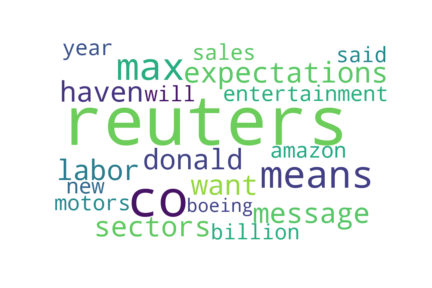 year sales said
max expectations
haven will entertainment
reuters
labor donald amazon
new want means
motors co boeing message
sectors billion